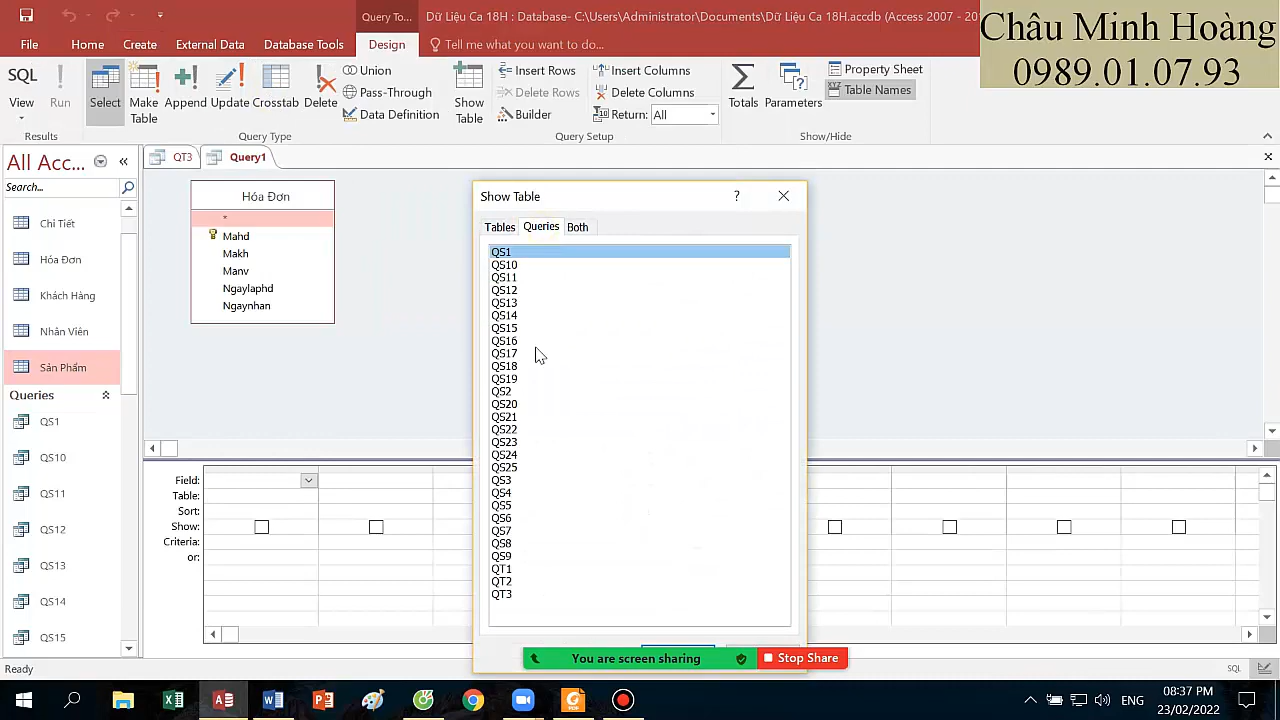 Query To...
Dữ Liệu Ca 18H : Database- C:\Users\Administrator\Documents\Dữ Liệu Ca 18H.accdb (Access 2007 - 20
Châu Minh Hoàng
0989.01.07.93
File
Home
Create
External Data
Database Tools
Design
Tell me what you want to do...
SQL
View
Run
Select
Make Table
Append
Update
Crosstab
Delete
Union
Pass-Through
Data Definition
Show Table
Insert Rows
Delete Rows
Builder
Insert Columns
Delete Columns
Return: All
Totals
Parameters
Property Sheet
Table Names
Results
Query Type
Query Setup
Show/Hide
All Acc...
Search...
QT3
Query1
Chi Tiết
Hóa Đơn
Khách Hàng
Nhân Viên
Sản Phẩm
Queries
QS1
QS10
QS11
QS12
QS13
QS14
QS15
Hóa Đơn
*
Mahd
Makh
Manv
Ngaylaphd
Ngaynhan
Show Table
?
Tables
Queries
Both
QS1
QS10
QS11
QS12
QS13
QS14
QS15
QS16
QS17
QS18
QS19
QS2
QS20
QS21
QS22
QS23
QS24
QS25
QS3
QS4
QS5
QS6
QS7
QS8
QS9
QT1
QT2
QT3
Field:
Table:
Sort:
Show:
Criteria:
or:
You are screen sharing
Stop Share
Ready
SQL
ENG
08:37 PM
23/02/2022